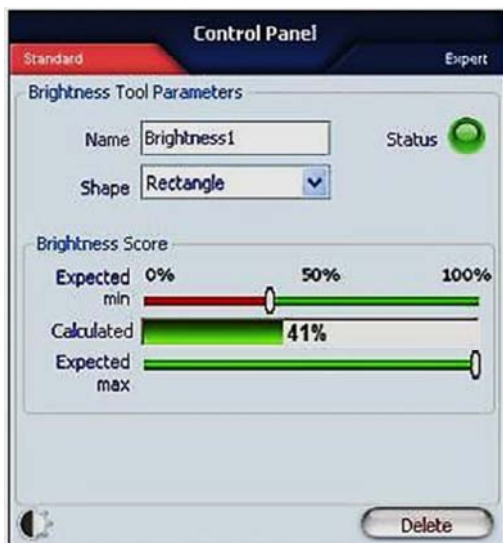 Control Panel
Standard Expert
Brightness Tool Parameters
Name Brightness1 Status
Shape Rectangle
Brightness Score
Expected min 0% 50% 100%
Calculated 41%
Expected max
Delete